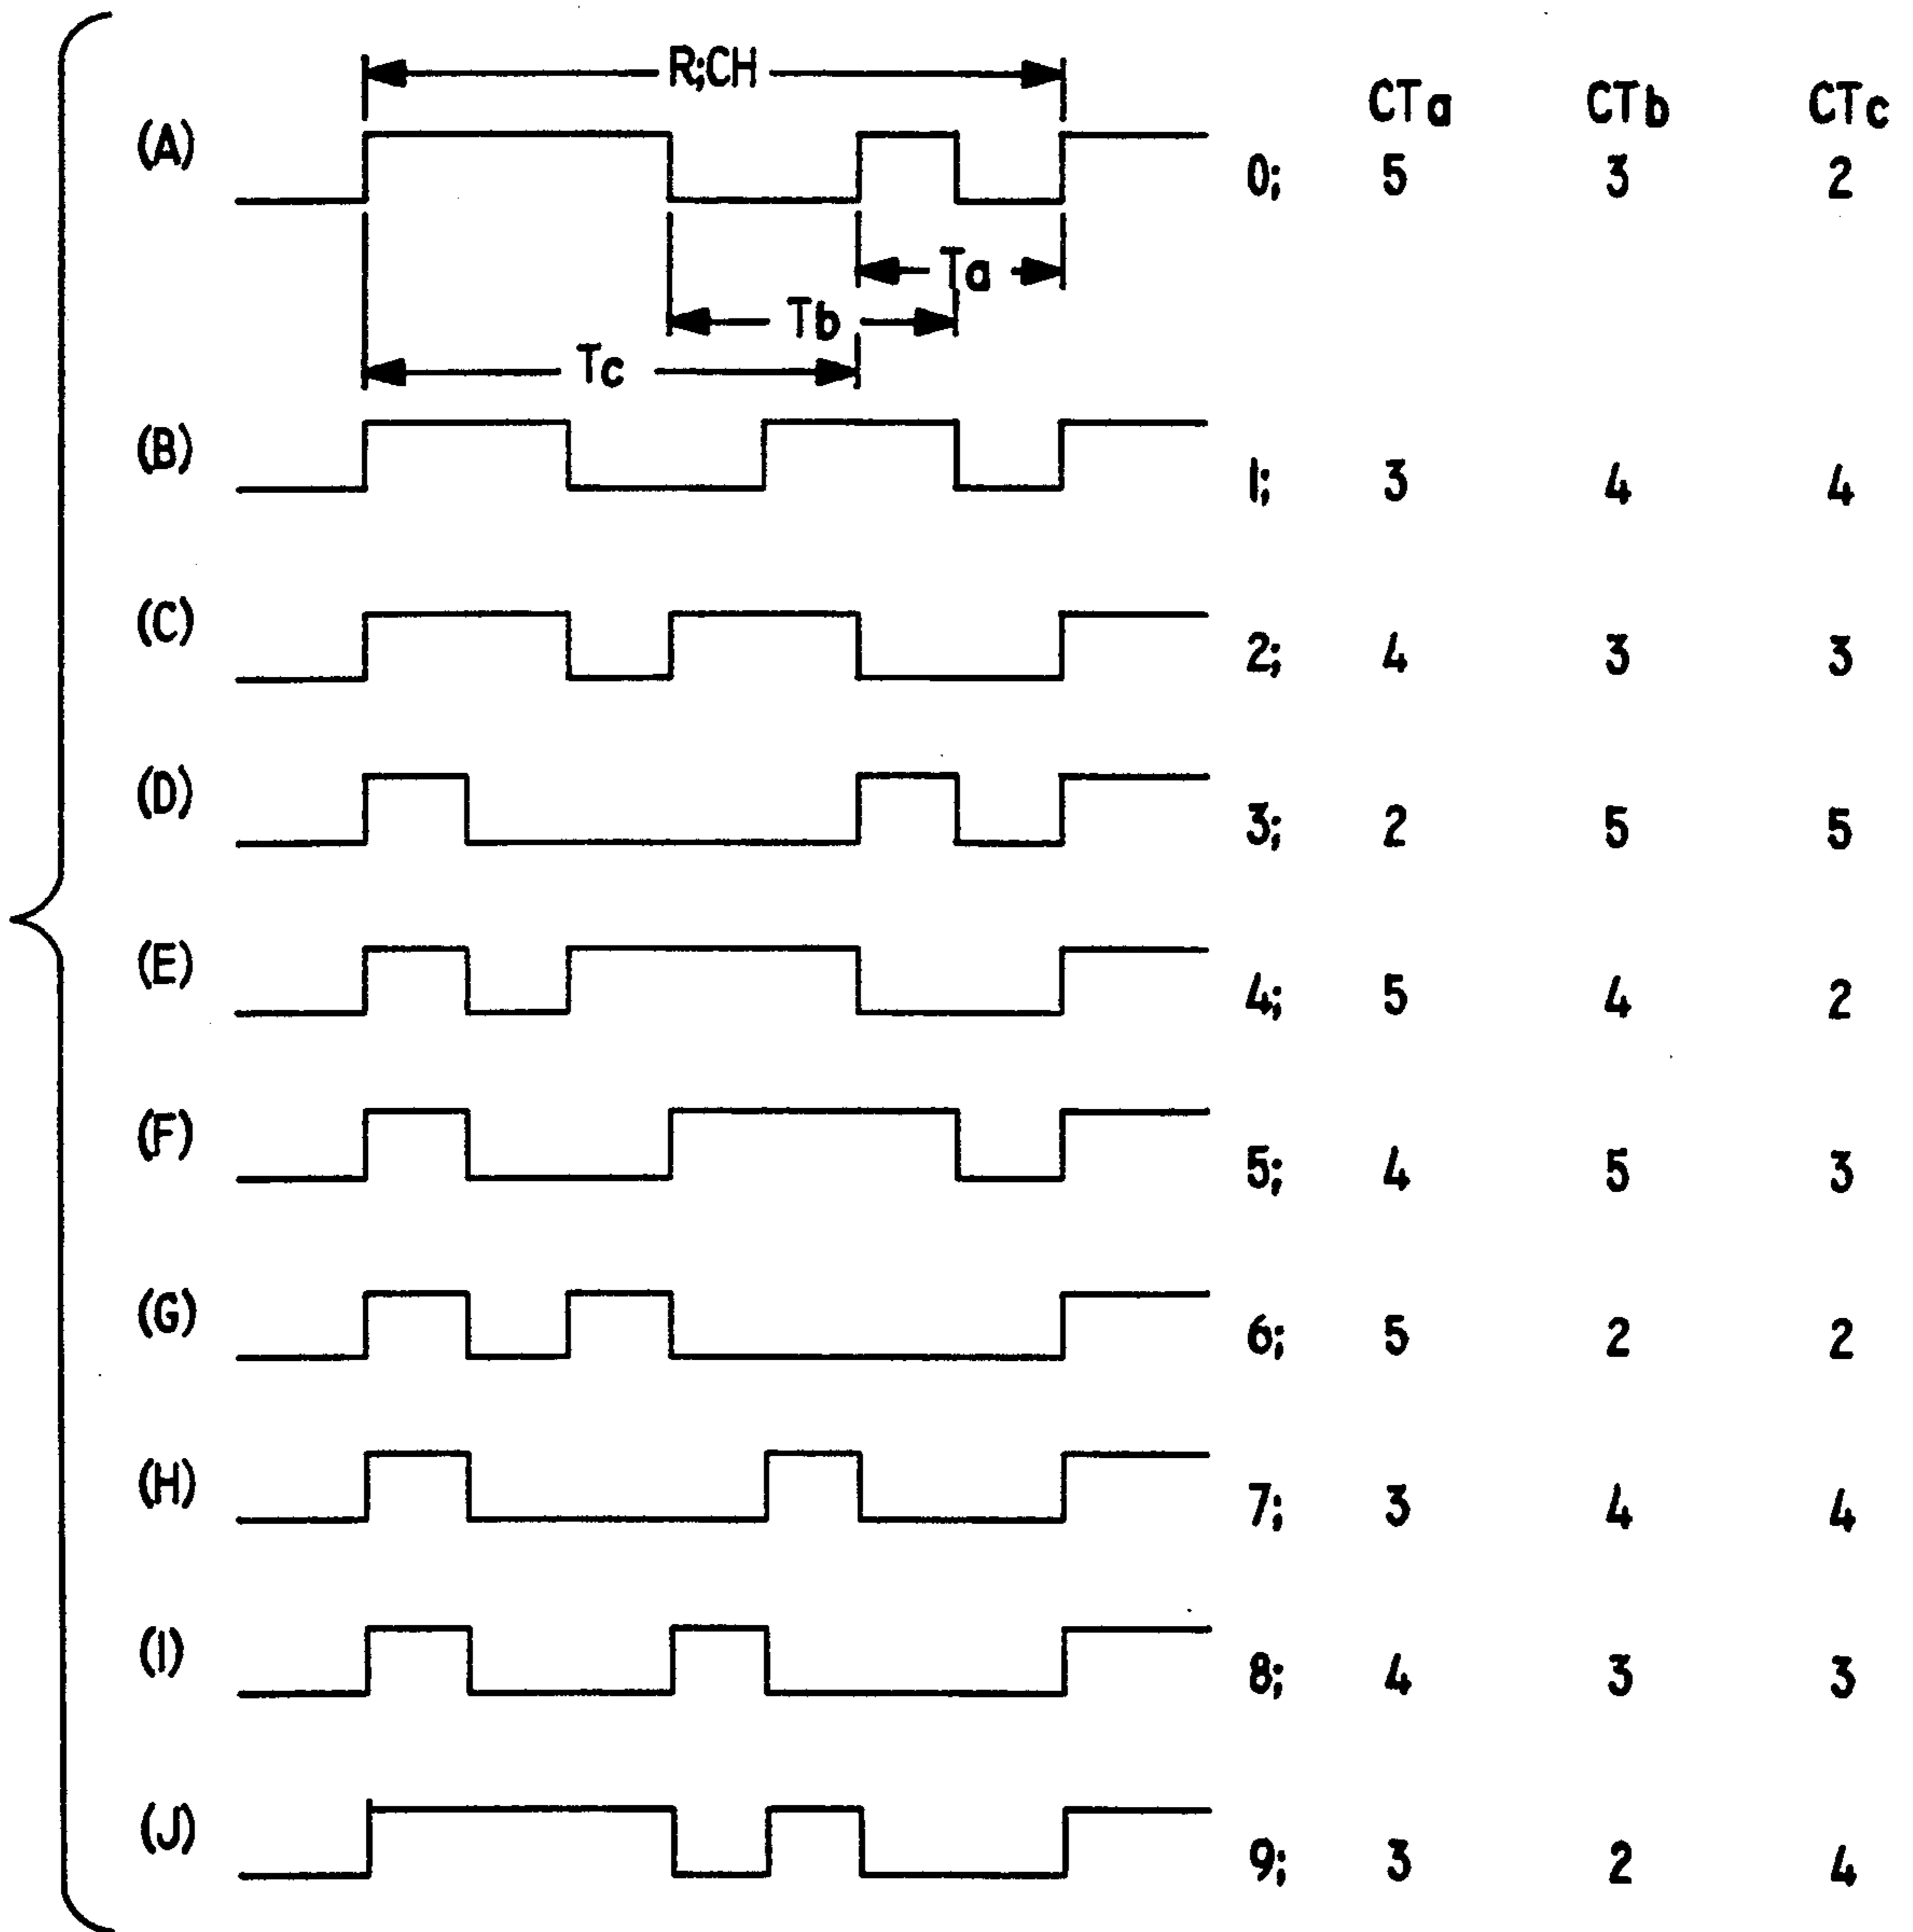 R;CH
CTa CTb CTc
(A) 0; 5 3 2
Ta
Tb
Tc
(B) 1; 3 4 4
(C) 2; 4 3 3
(D) 3; 2 5 5
(E) 4; 5 4 2
(F) 5; 4 5 3
(G) 6; 5 2 2
(H) 7; 3 4 4
(I) 8; 4 3 3
(J) 9; 3 2 4